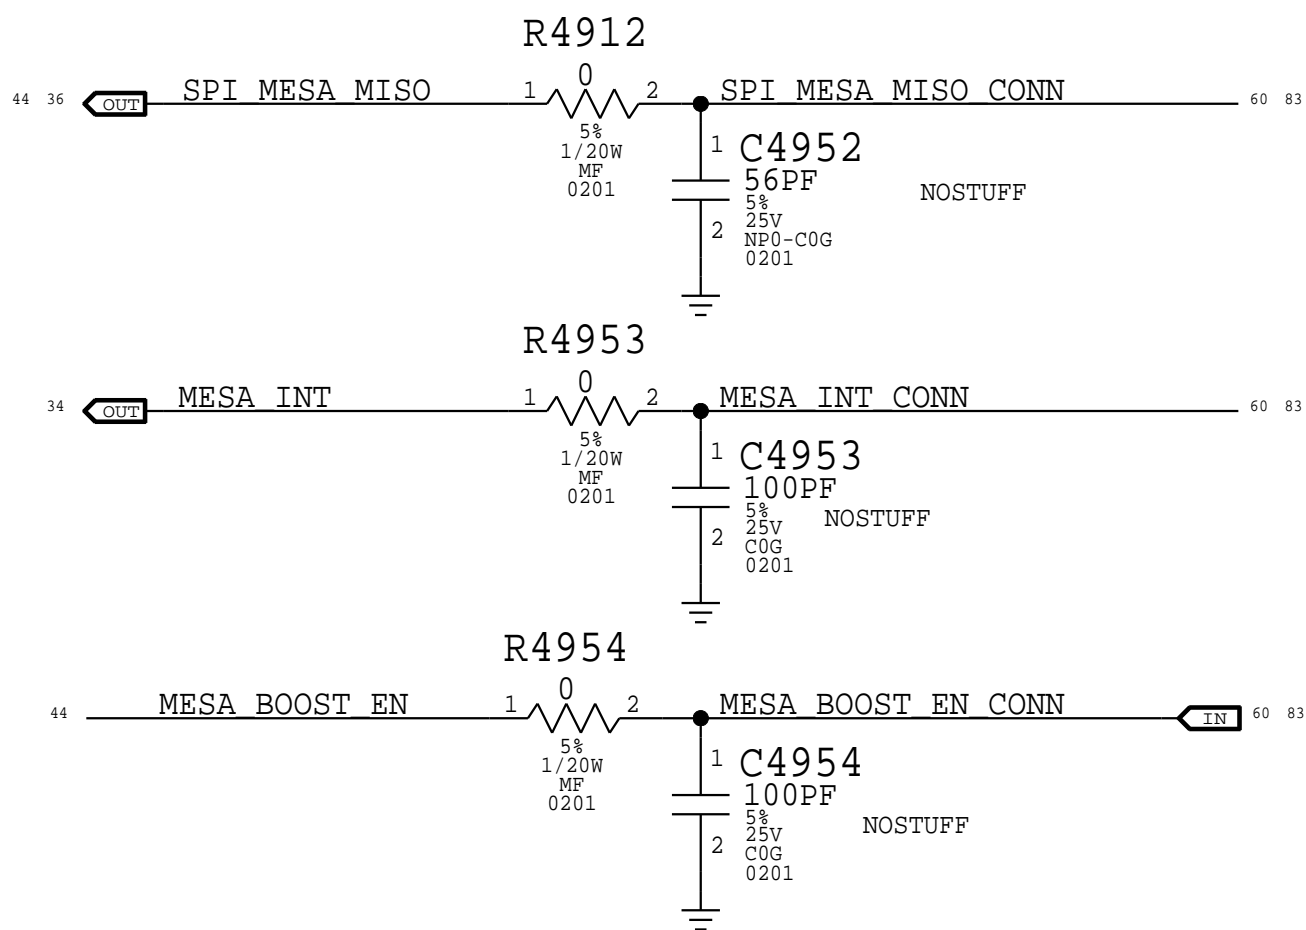 R4912
0
44 36 OUT SPI_MESA_MISO 1 2 SPI_MESA_MISO_CONN 60 83
5%
1/20W
MF
0201
1 C4952
56PF
NOSTUFF
5%
25V
2 NP0-C0G
0201
R4953
0
34 OUT MESA_INT 1 2 MESA_INT_CONN 60 83
5%
1/20W
MF
0201
1 C4953
100PF
NOSTUFF
5%
25V
2 C0G
0201
R4954
0
44 MESA_BOOST_EN 1 2 MESA_BOOST_EN_CONN IN 60 83
5%
1/20W
MF
0201
1 C4954
100PF
NOSTUFF
5%
25V
2 C0G
0201